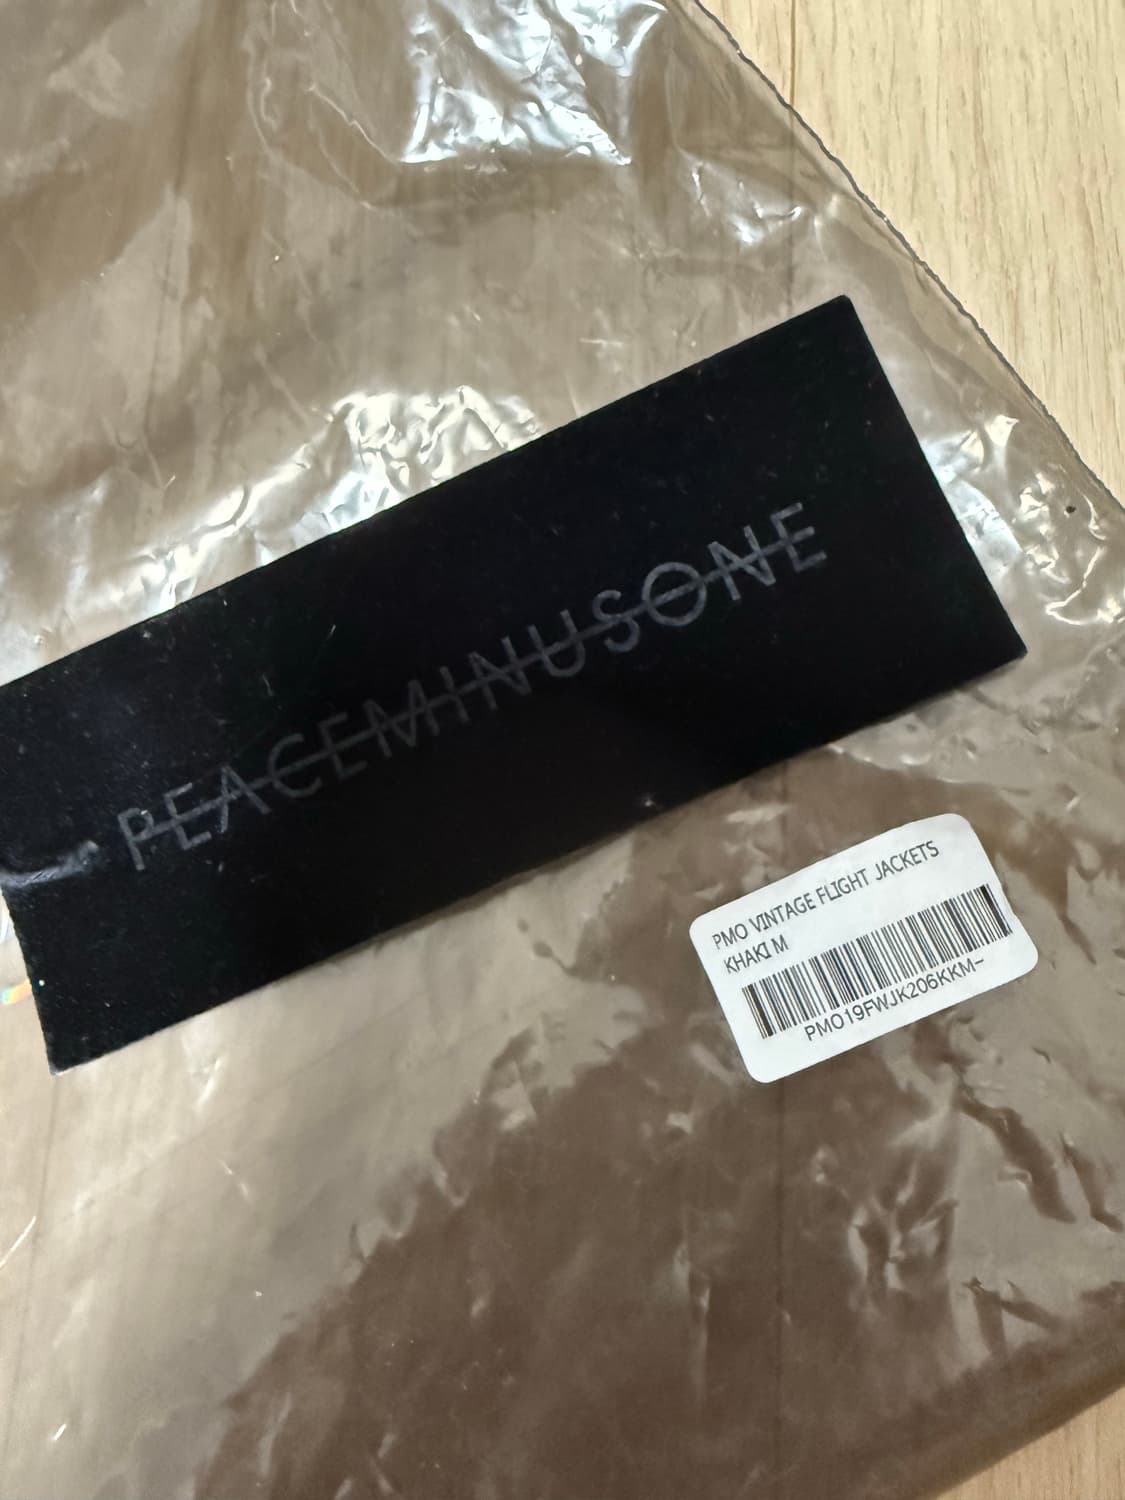 PEACEMINUSONE
PMO VINTAGE FLIGHT JACKETS
KHAKI M
PMO19FWJK206KKM-